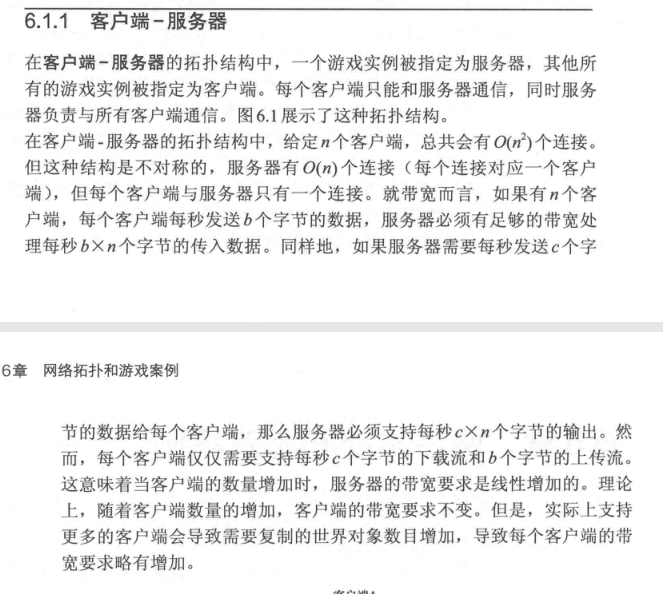 6.1.1 客户端-服务器
在客户端-服务器的拓扑结构中，一个游戏实例被指定为服务器，其他所
有的游戏实例被指定为客户端。每个客户端只能和服务器通信，同时服务
器负责与所有客户端通信。图6.1展示了这种拓扑结构。
在客户端-服务器的拓扑结构中，给定n个客户端，总共会有O(n²)个连接。
但这种结构是不对称的，服务器有O(n)个连接（每个连接对应一个客户
端），但每个客户端与服务器只有一个连接。就带宽而言，如果有n个客
户端，每个客户端每秒发送b个字节的数据，服务器必须有足够的带宽处
理每秒b×n个字节的传入数据。同样地，如果服务器需要每秒发送c个字
6章 网络拓扑和游戏案例
节的数据给每个客户端，那么服务器必须支持每秒c×n个字节的输出。然
而，每个客户端仅仅需要支持每秒c个字节的下载流和b个字节的上传流。
这意味着当客户端的数量增加时，服务器的带宽要求是线性增加的。理论
上，随着客户端数量的增加，客户端的带宽要求不变。但是，实际上支持
更多的客户端会导致需要复制的世界对象数目增加，导致每个客户端的带
宽要求略有增加。